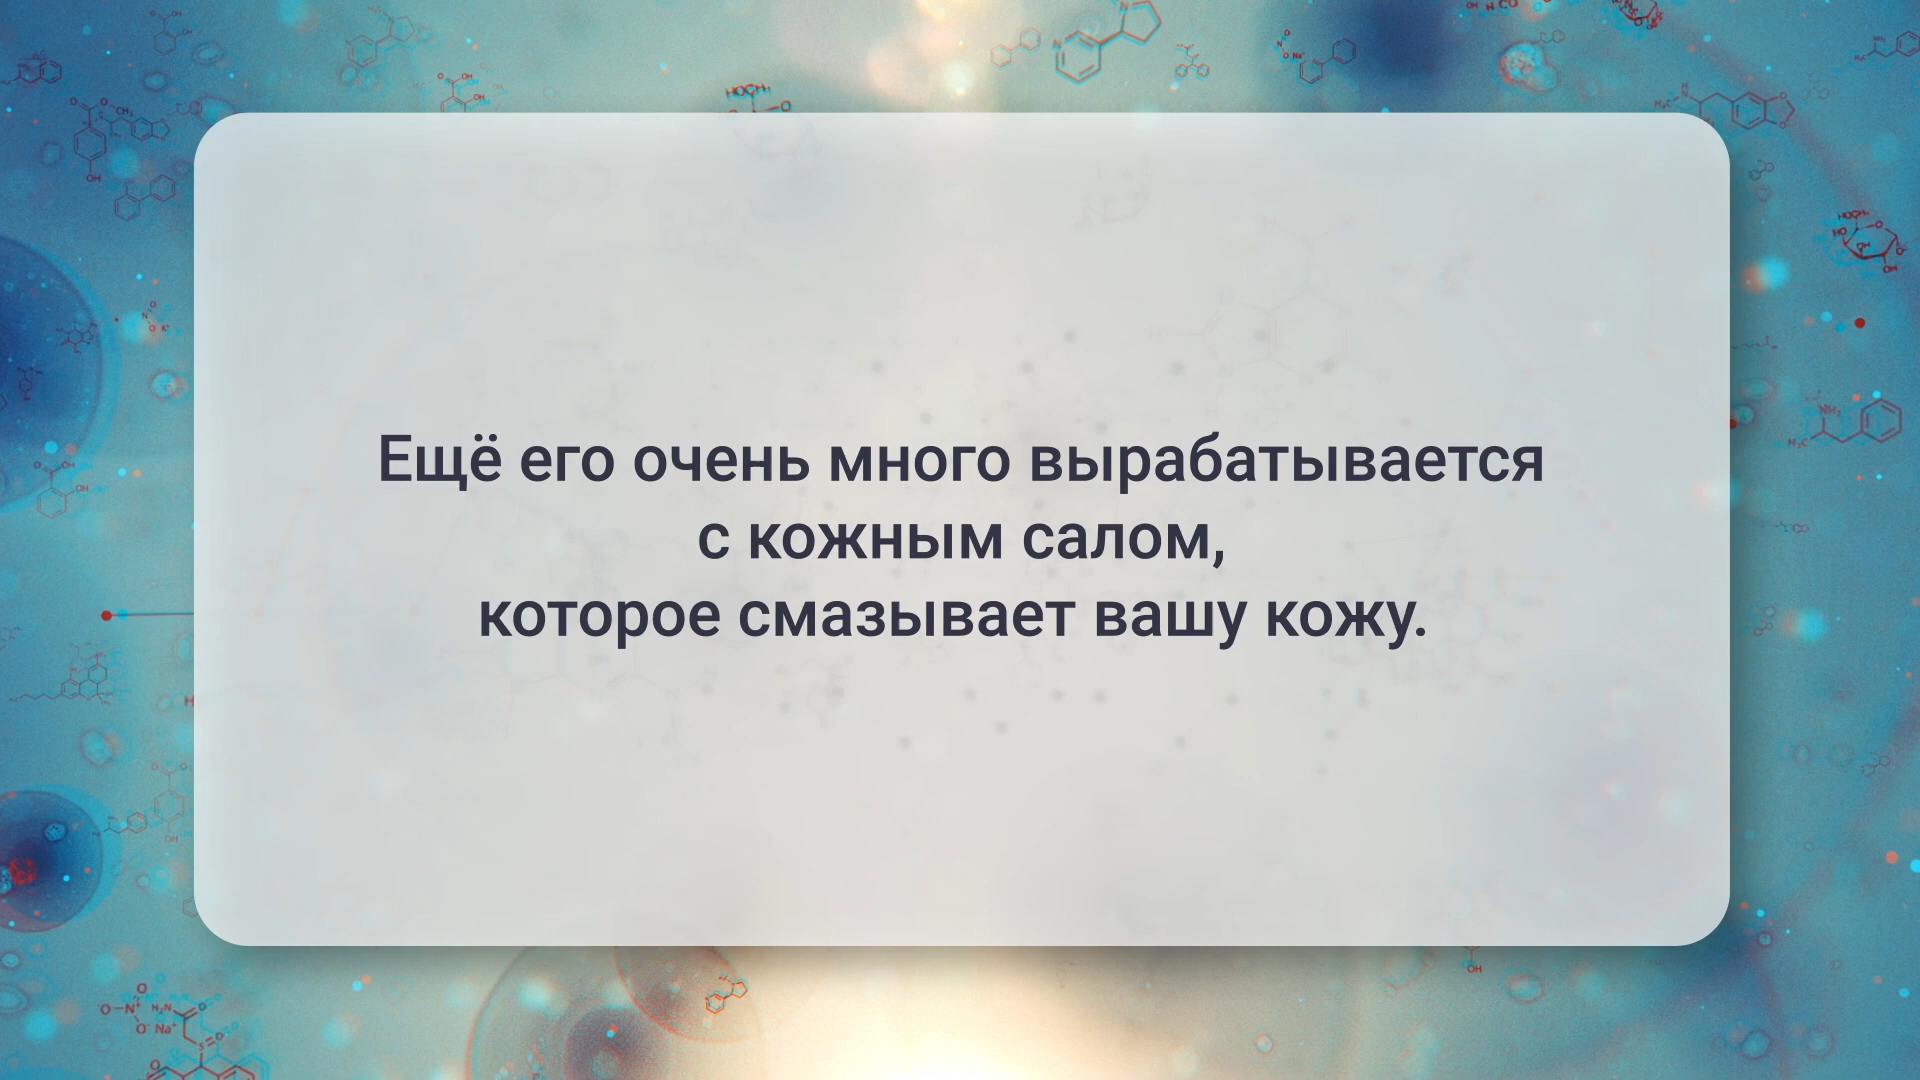 Ещё его очень много вырабатывается
с кожным салом,
которое смазывает вашу кожу.